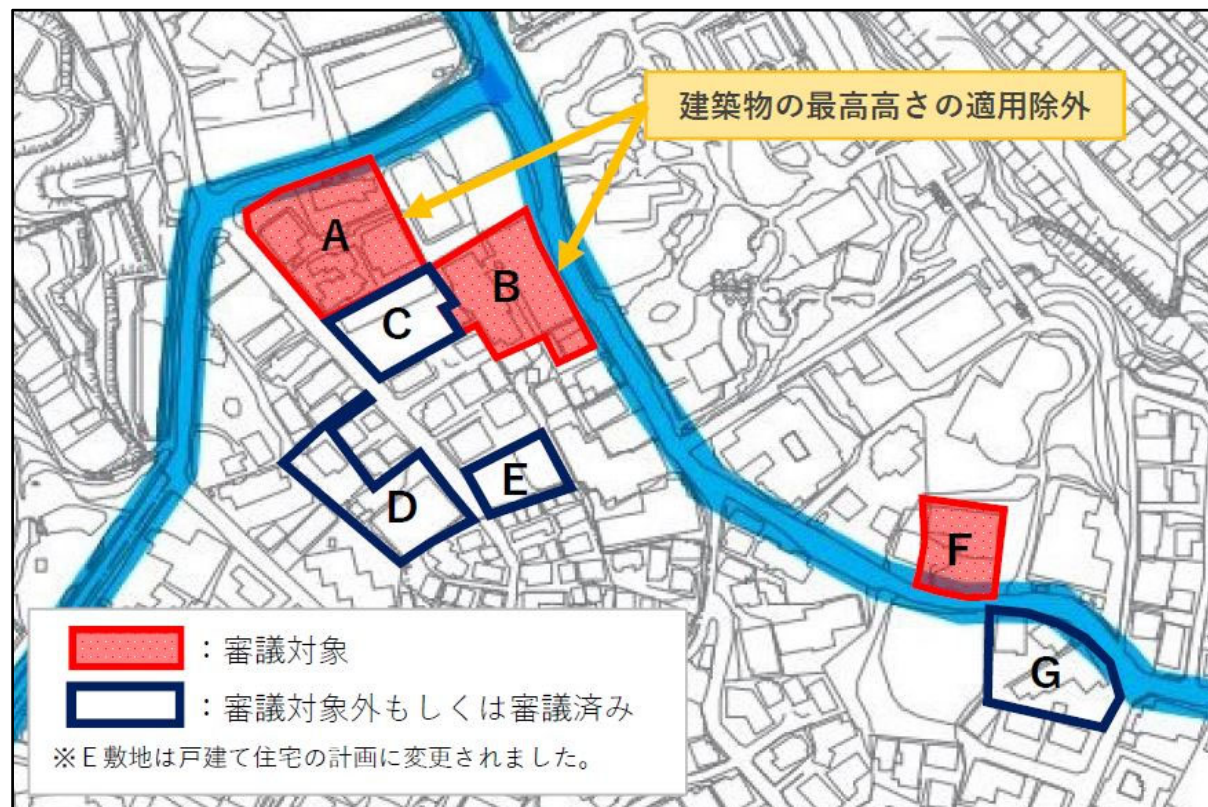 建築物の最高高さの適用除外
A
B
C
D
E
F
G
：審議対象
：審議対象外もしくは審議済み
※E敷地は戸建て住宅の計画に変更されました。